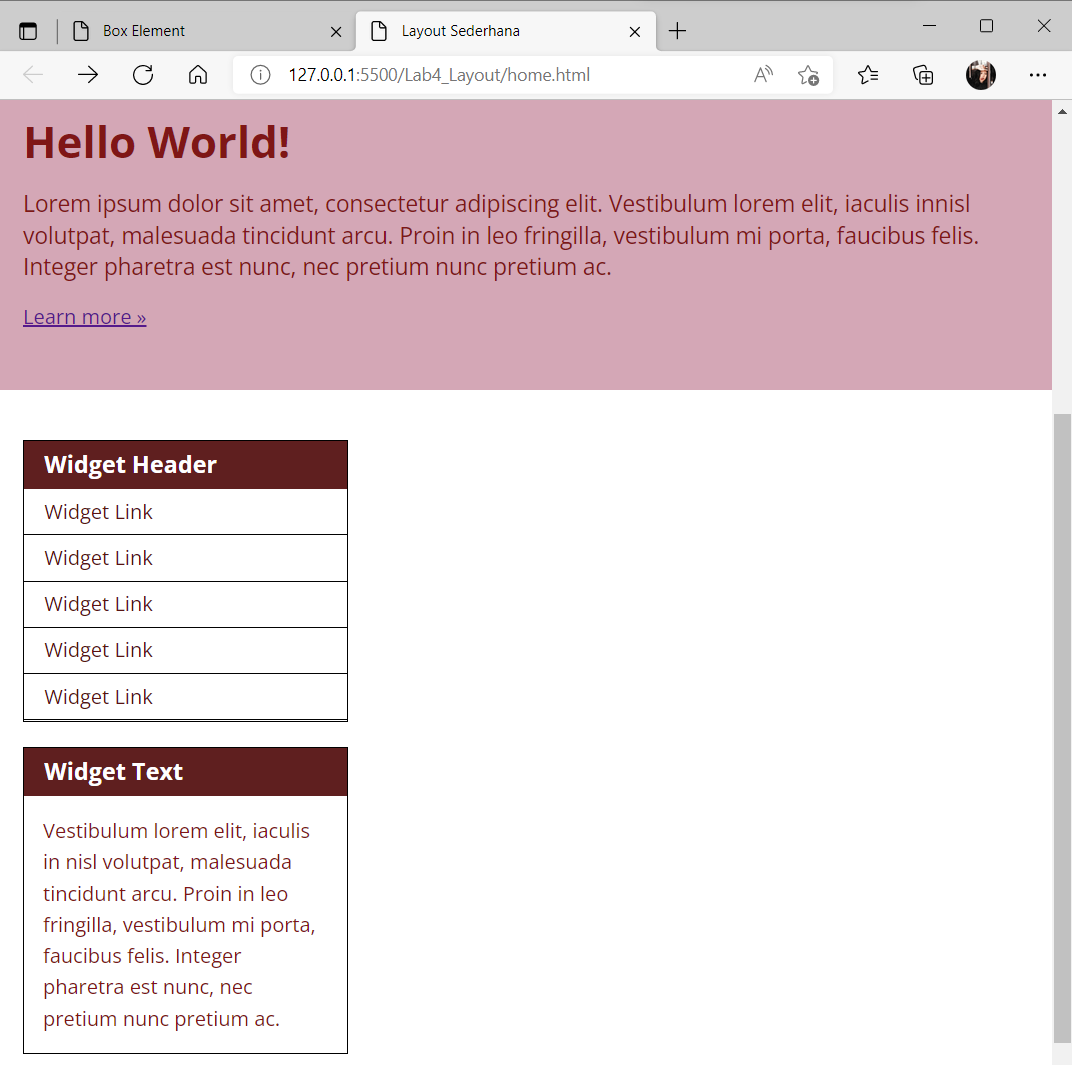 Box Element
Layout Sederhana
127.0.0.1:5500/Lab4_Layout/home.html
Hello World!
Lorem ipsum dolor sit amet, consectetur adipiscing elit. Vestibulum lorem elit, iaculis innisl
volutpat, malesuada tincidunt arcu. Proin in leo fringilla, vestibulum mi porta, faucibus felis.
Integer pharetra est nunc, nec pretium nunc pretium ac.
Learn more »
Widget Header
Widget Link
Widget Link
Widget Link
Widget Link
Widget Link
Widget Text
Vestibulum lorem elit, iaculis
in nisl volutpat, malesuada
tincidunt arcu. Proin in leo
fringilla, vestibulum mi porta,
faucibus felis. Integer
pharetra est nunc, nec
pretium nunc pretium ac.